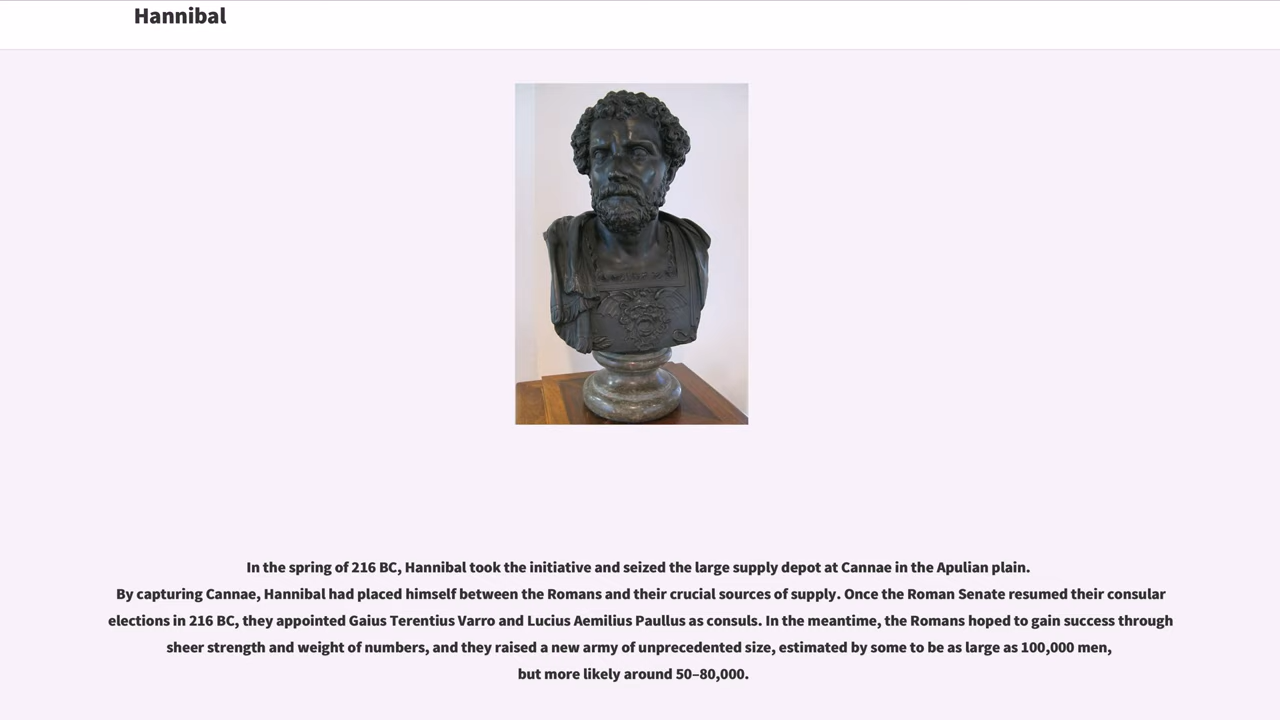 Hannibal
In the spring of 216 BC, Hannibal took the initiative and seized the large supply depot at Cannae in the Apulian plain.
By capturing Cannae, Hannibal had placed himself between the Romans and their crucial sources of supply. Once the Roman Senate resumed their consular
elections in 216 BC, they appointed Gaius Terentius Varro and Lucius Aemilius Paullus as consuls. In the meantime, the Romans hoped to gain success through
sheer strength and weight of numbers, and they raised a new army of unprecedented size, estimated by some to be as large as 100,000 men,
but more likely around 50–80,000.